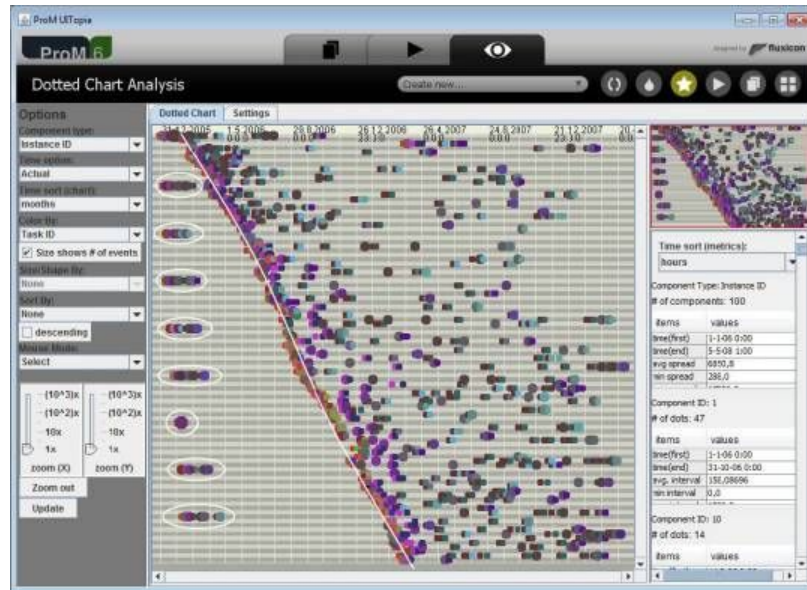 ProM UITopia
ProM 6
designed by fluxicon
Dotted Chart Analysis
Create new...
Options
Dotted Chart
Settings
Component type:
Instance ID
Time option:
Actual
Time sort (chart):
months
Color By:
Task ID
Size shows # of events
Size/Shape By:
None
Sort By:
None
descending
Mouse Mode:
Select
(10^3)x
(10^3)x
(10^2)x
(10^2)x
10x
10x
1x
1x
zoom (X)
zoom (Y)
Zoom out
Update
1.5.2006
26.12.2006
26.4.2007
24.8.2007
21.12.2007
Time sort (metrics):
hours
Component Type: Instance ID
# of components: 100
items values
time(first) 1-1-06 0:00
time(end) 5-5-08 1:00
avg spread
min spread 288,0
Component ID: 1
# of dots: 47
items values
time(first) 1-1-06 0:00
time(end) 31-10-06 0:00
avg. interval 158,08696
min interval 0,0
Component ID: 10
# of dots: 14
items values